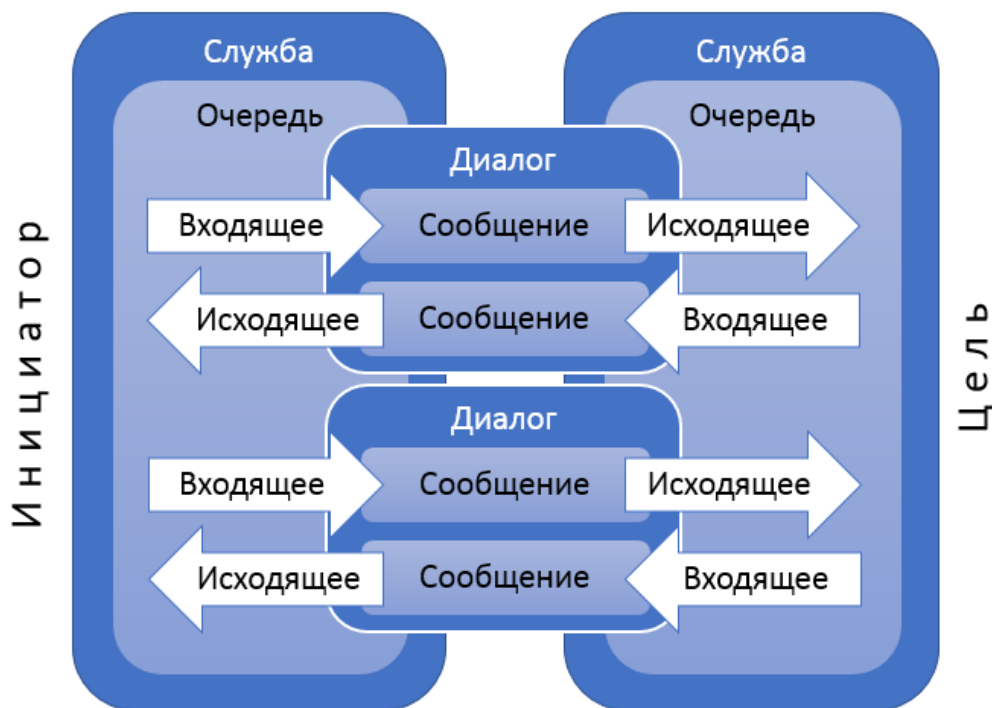 Служба
Служба
Очередь
Очередь
Диалог
Входящее
Сообщение
Исходящее
Исходящее
Сообщение
Входящее
Диалог
Входящее
Сообщение
Исходящее
Исходящее
Сообщение
Входящее
Инициатор
Цель